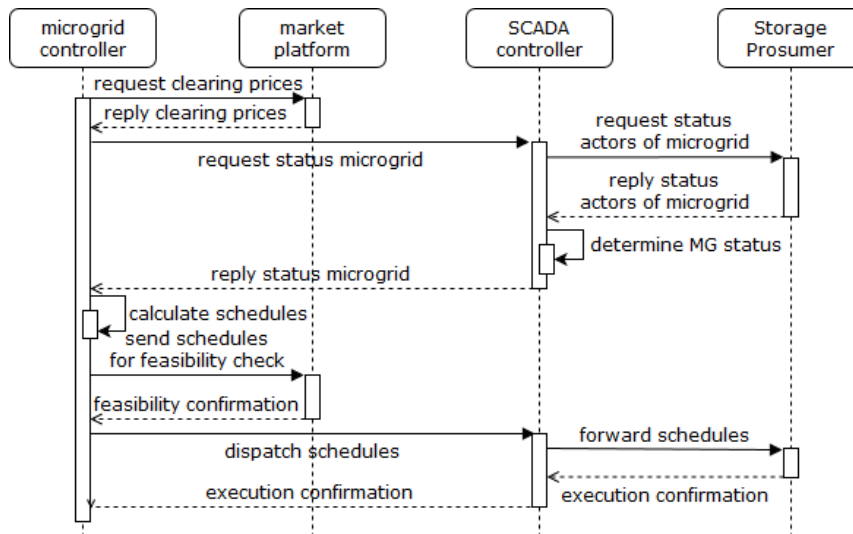 microgrid
controller
market
platform
SCADA
controller
Storage
Prosumer
request clearing prices
reply clearing prices
request status
actors of microgrid
request status microgrid
reply status
actors of microgrid
determine MG status
reply status microgrid
calculate schedules
send schedules
for feasibility check
feasibility confirmation
forward schedules
dispatch schedules
execution confirmation
execution confirmation